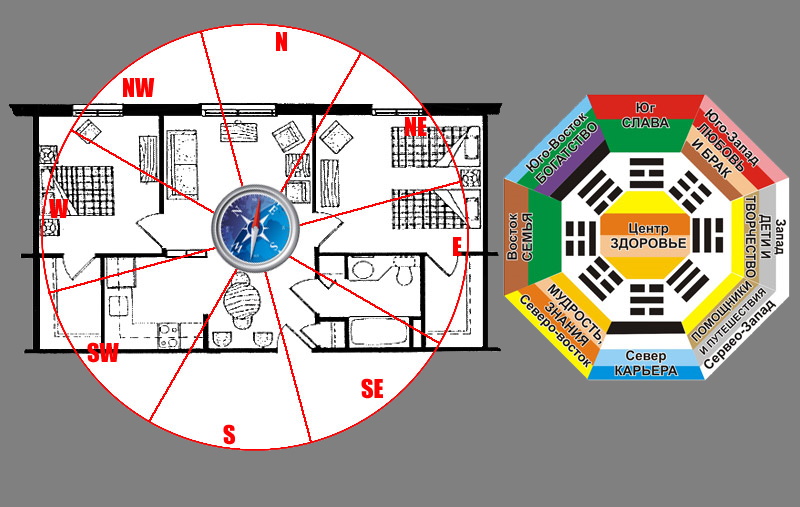 N
NW
NE
W
E
SW
SE
S
N
E
S
W
Юг
СЛАВА
Юго-Запад
ЛЮБОВЬ
И БРАК
Запад
ДЕТИ И
ТВОРЧЕСТВО
ПОМОЩНИКИ
И ПУТЕШЕСТВИЯ
Сервео-Запад
Север
КАРЬЕРА
МУДРОСТЬ,
ЗНАНИЯ
Северо-восток
Восток
СЕМЬЯ
Юго-Восток
БОГАТСТВО
Центр
ЗДОРОВЬЕ